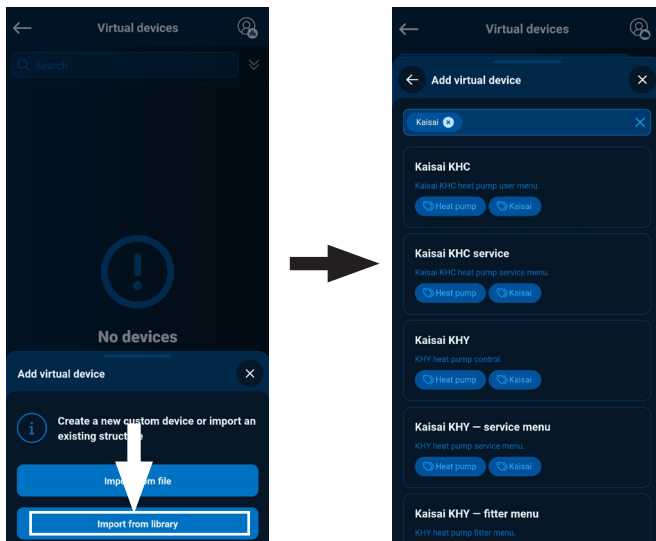 Virtual devices
Search
No devices
Add virtual device
Create a new custom device or import an
existing structure
Import from file
Import from library
Virtual devices
Add virtual device
Kaisai
Kaisai KHC
Kaisai KHC heat pump user menu.
Heat pump
Kaisai
Kaisai KHC service
Kaisai KHC heat pump service menu.
Heat pump
Kaisai
Kaisai KHY
KHY heat pump control.
Heat pump
Kaisai
Kaisai KHY — service menu
KHY heat pump service menu.
Heat pump
Kaisai
Kaisai KHY — fitter menu
KHY heat pump fitter menu.